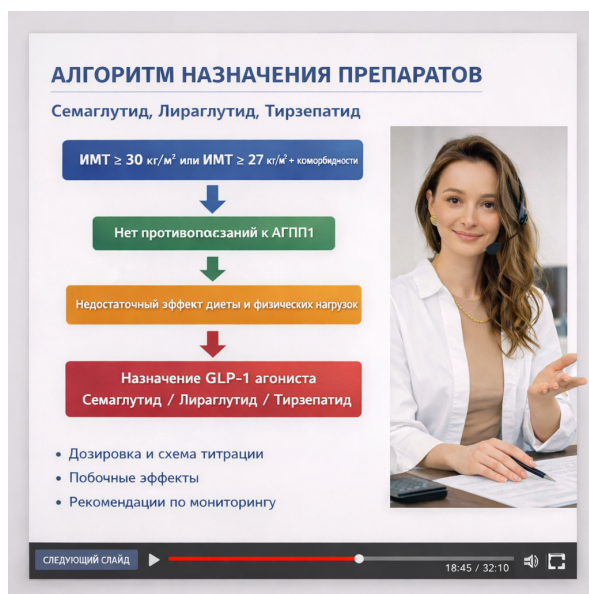 АЛГОРИТМ НАЗНАЧЕНИЯ ПРЕПАРАТОВ
Семаглутид, Лираглутид, Тирзепатид
ИМТ ≥ 30 кг/м² или ИМТ ≥ 27 кг/м² + коморбидности
Нет противопасзаний к АГПП1
Недостаточный эффект диеты и физических нагрузок
Назначение GLP-1 агониста
Семаглутид / Лираглутид / Тирзепатид
• Дозировка и схема титрации
• Побочные эффекты
• Рекомендации по мониторингу
СЛЕДУЮЩИЙ СЛАЙД
18:45 / 32:10